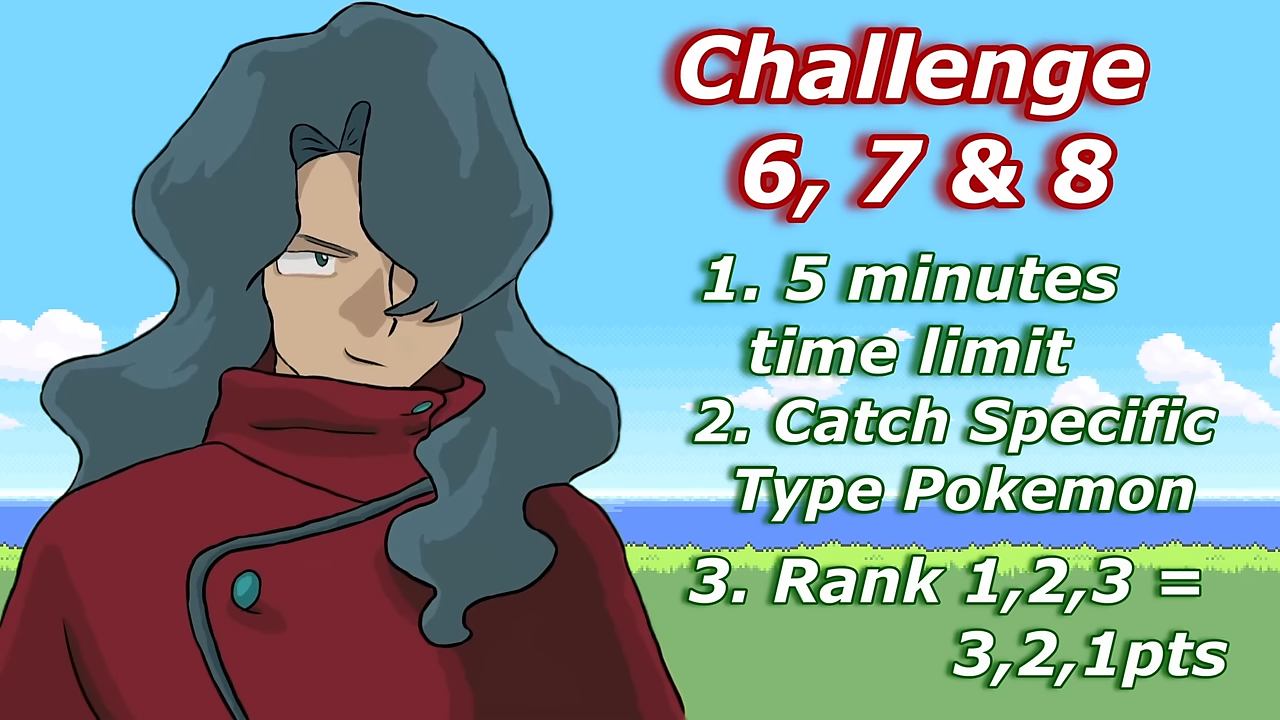 Challenge
6, 7 & 8
1. 5 minutes
time limit
2. Catch Specific
Type Pokemon
3. Rank 1,2,3 =
3,2,1pts